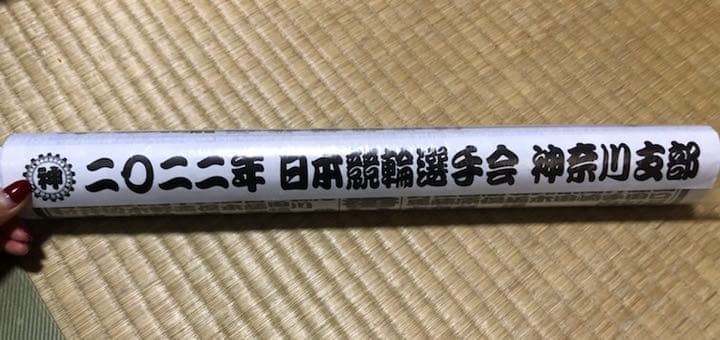 神 二〇二二年 日本競輪選手会 神奈川支部